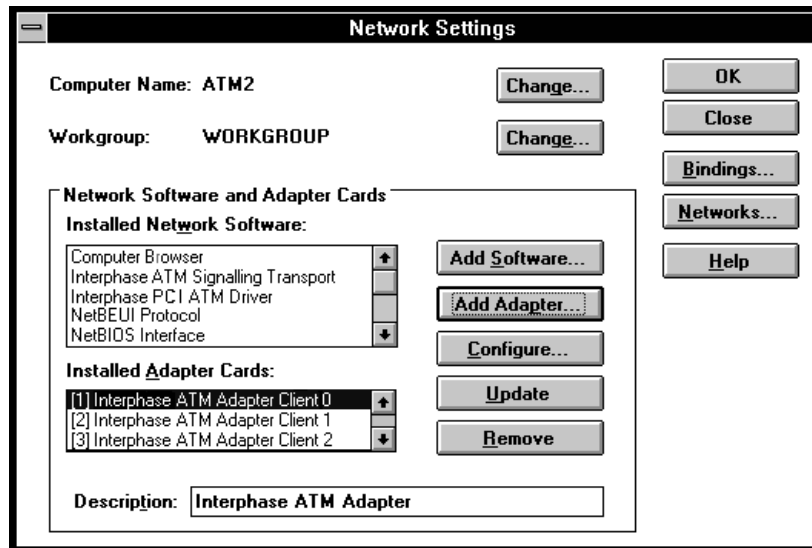 Network Settings
Computer Name: ATM2
Change...
OK
Close
Workgroup: WORKGROUP
Change...
Bindings...
Networks...
Help
Network Software and Adapter Cards
Installed Network Software:
Computer Browser
Interphase ATM Signalling Transport
Interphase PCI ATM Driver
NetBEUI Protocol
NetBIOS Interface
Add Software...
Add Adapter...
Configure...
Update
Remove
Installed Adapter Cards:
[1] Interphase ATM Adapter Client 0
[2] Interphase ATM Adapter Client 1
[3] Interphase ATM Adapter Client 2
Description: Interphase ATM Adapter